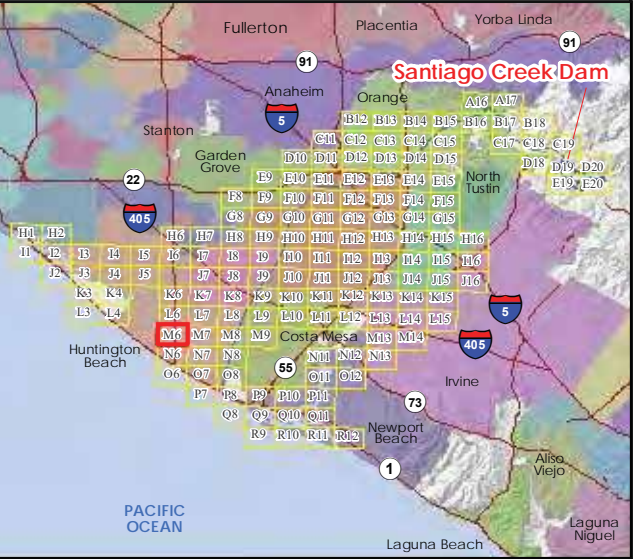 Yorba Linda
Fullerton
Placentia
91
91
Santiago Creek Dam
Anaheim
Orange
A16 A17
5
B12 B13 B14 B15 B16 B17 B18
Stanton
C11 C12 C13 C14 C15 C17 C18 C19
Garden
Grove
D10 D11 D12 D13 D14 D15 D18 D19 D20
22
E9 E10 E11 E12 E13 E14 E15 E19 E20
North
Tustin
F8 F9 F10 F11 F12 F13 F14 F15
405
G8 G9 G10 G11 G12 G13 G14 G15
H1 H2 H6 H7 H8 H9 H10 H11 H12 H13 H14 H15 H16
I1 I2 I3 I4 I5 I6 I7 I8 I9 I10 I11 I12 I13 I14 I15 I16
J2 J3 J4 J5 J7 J8 J9 J10 J11 J12 J13 J14 J15 J16
K3 K4 K6 K7 K8 K9 K10 K11 K12 K13 K14 K15
5
L3 L4 L6 L7 L8 L9 L10 L11 L12 L13 L14 L15
M6 M7 M8 M9 Costa Mesa M13 M14
405
Huntington
Beach
N6 N7 N8 N11 N12 N13
55
O6 O7 O8 O11 O12
Irvine
P7 P8 P9 P10 P11
73
Q8 Q9 Q10 Q11
Newport
Beach
R9 R10 R11 R12
1
Aliso
Viejo
PACIFIC
OCEAN
Laguna
Niguel
Laguna Beach